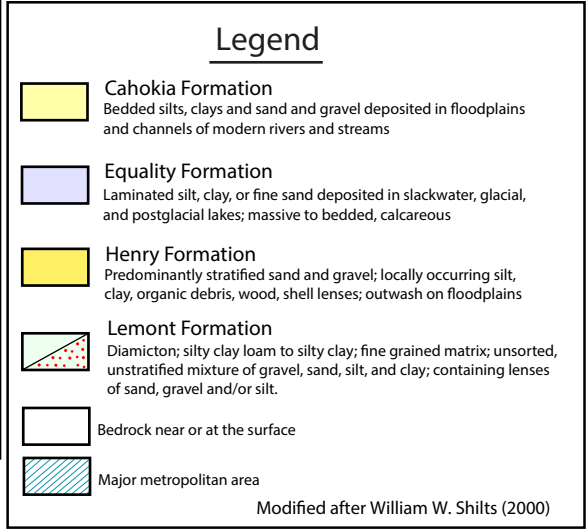 Legend
Cahokia Formation
Bedded silts, clays and sand and gravel deposited in floodplains
and channels of modern rivers and streams
Equality Formation
Laminated silt, clay, or fine sand deposited in slackwater, glacial,
and postglacial lakes; massive to bedded, calcareous
Henry Formation
Predominantly stratified sand and gravel; locally occurring silt,
clay, organic debris, wood, shell lenses; outwash on floodplains
Lemont Formation
Diamicton; silty clay loam to silty clay; fine grained matrix; unsorted,
unstratified mixture of gravel, sand, silt, and clay; containing lenses
of sand, gravel and/or silt.
Bedrock near or at the surface
Major metropolitan area
Modified after William W. Shilts (2000)